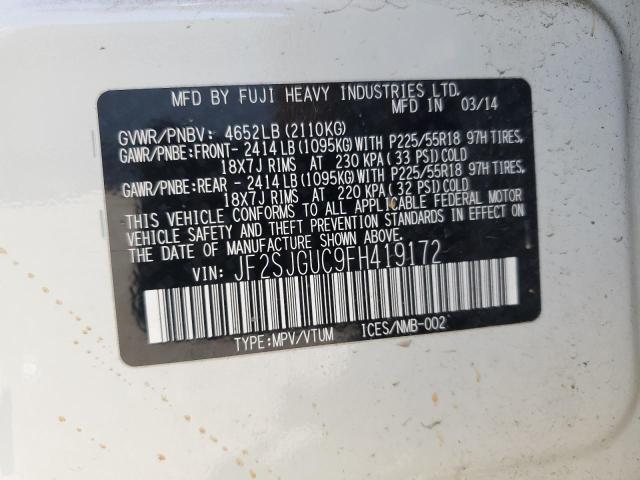 MFD BY FUJI HEAVY INDUSTRIES LTD.
MFD IN 03/14
GVWR/PNBV: 4652LB(2110KG)
GAWR/PNBE:FRONT-2414LB(1095KG)WITH P225/55R18 97H TIRES,
18X7J RIMS AT 230 KPA(33 PSI)COLD
GAWR/PNBE:REAR -2414LB(1095KG)WITH P225/55R18 97H TIRES,
18X7J RIMS AT 220 KPA(32 PSI)COLD
THIS VEHICLE CONFORMS TO ALL APPLICABLE FEDERAL MOTOR
VEHICLE SAFETY AND THEFT PREVENTION STANDARDS IN EFFECT ON
THE DATE OF MANUFACTURE SHOWN ABOVE.
VIN: JF2SJGUC9FH419172
TYPE:MPV/VTUM ICES/NMB-002